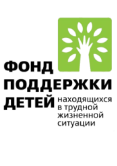 ФОНД
ПОДДЕРЖКИ
ДЕТЕЙ
находящихся
в трудной
жизненной
ситуации